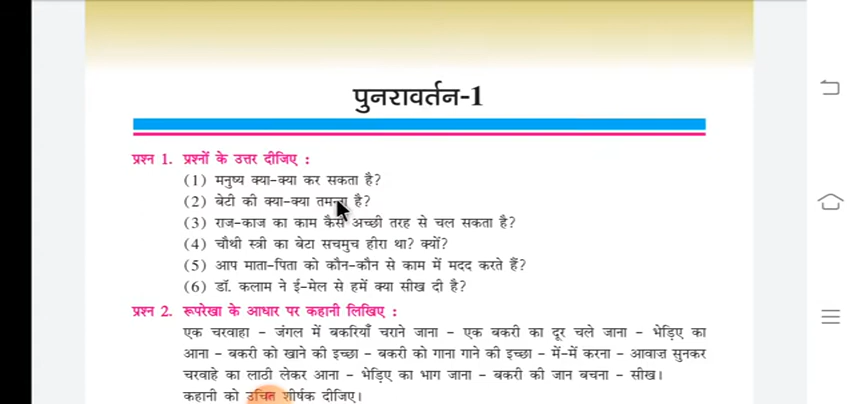 पुनरावर्तन-1
प्रश्न 1. प्रश्नों के उत्तर दीजिए :
(1) मनुष्य क्या-क्या कर सकता है?
(2) बेटी की क्या-क्या तमन्ना है?
(3) राज-काज का काम कैसे अच्छी तरह से चल सकता है?
(4) चौथी स्त्री का बेटा सचमुच हीरा था? क्यों?
(5) आप माता-पिता को कौन-कौन से काम में मदद करते हैं?
(6) डॉ. कलाम ने ई-मेल से हमें क्या सीख दी है?
प्रश्न 2. रूपरेखा के आधार पर कहानी लिखिए :
एक चरवाहा - जंगल में बकरियाँ चराने जाना - एक बकरी का दूर चले जाना - भेड़िए का
आना - बकरी को खाने की इच्छा - बकरी को गाना गाने की इच्छा - में-में करना - आवाज़ सुनकर
चरवाहे का लाठी लेकर आना - भेड़िए का भाग जाना - बकरी की जान बचना - सीख।
कहानी को उचित शीर्षक दीजिए।